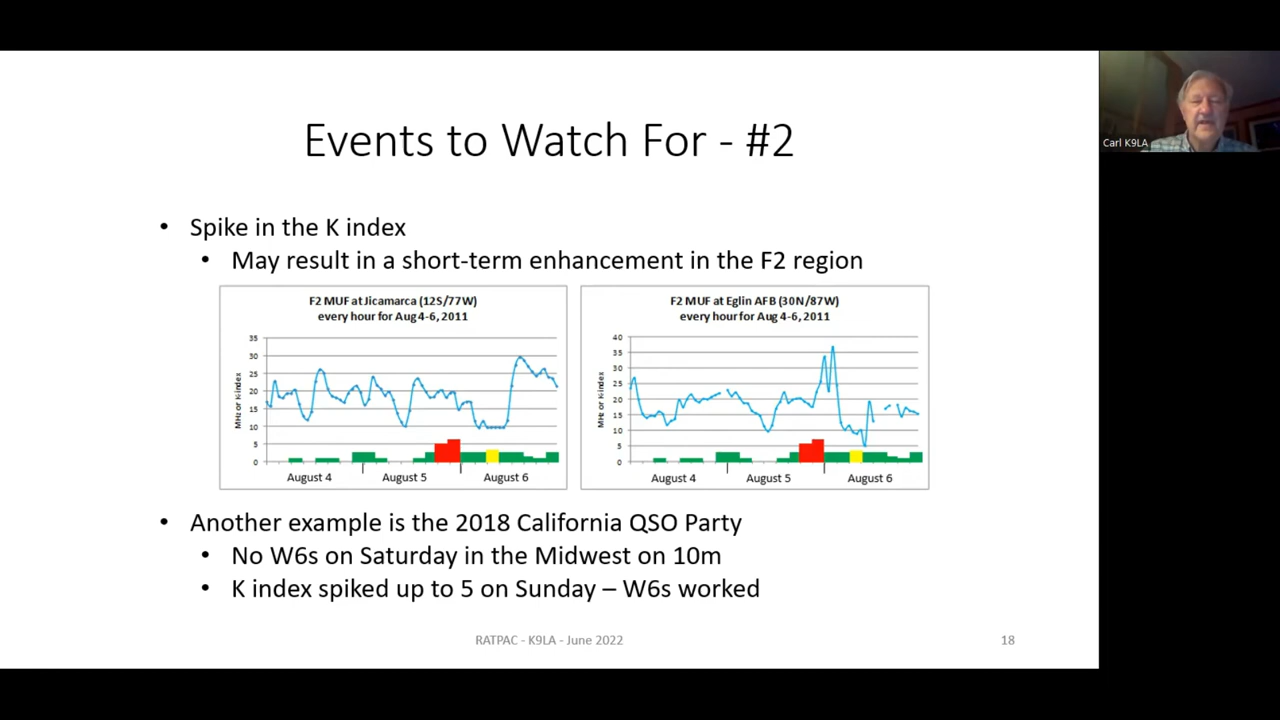 Events to Watch For - #2
Carl K9LA
• Spike in the K index
• May result in a short-term enhancement in the F2 region
F2 MUF at Jicamarca (12S/77W)
every hour for Aug 4-6, 2011
MHz or K index
35
30
25
20
15
10
5
0
August 4
August 5
August 6
F2 MUF at Eglin AFB (30N/87W)
every hour for Aug 4-6, 2011
MHz or K index
40
35
30
25
20
15
10
5
0
August 4
August 5
August 6
• Another example is the 2018 California QSO Party
• No W6s on Saturday in the Midwest on 10m
• K index spiked up to 5 on Sunday – W6s worked
RATPAC - K9LA - June 2022
18